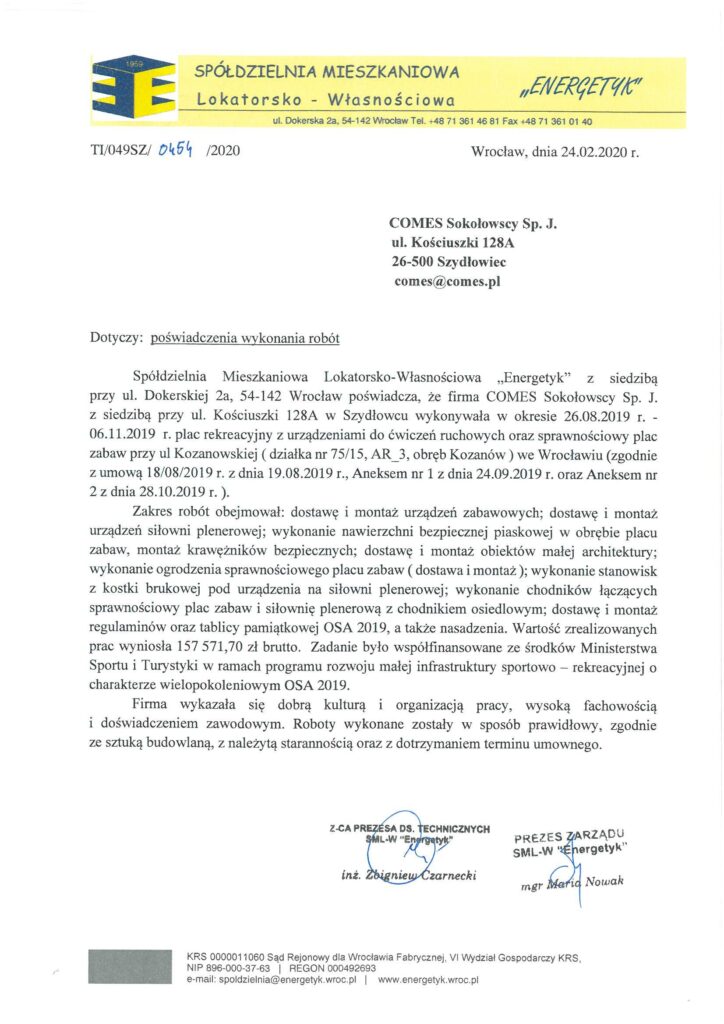 1959
SPÓŁDZIELNIA MIESZKANIOWA
Lokatorsko - Własnościowa
„ENERGETYK"
ul. Dokerska 2a, 54-142 Wrocław Tel. +48 71 361 46 81 Fax +48 71 361 01 40
TI/049SZ/ 0454 /2020
Wrocław, dnia 24.02.2020 r.
COMES Sokołowscy Sp. J.
ul. Kościuszki 128A
26-500 Szydłowiec
comes@comes.pl
Dotyczy: poświadczenia wykonania robót
Spółdzielnia Mieszkaniowa Lokatorsko-Własnościowa „Energetyk" z siedzibą
przy ul. Dokerskiej 2a, 54-142 Wrocław poświadcza, że firma COMES Sokołowscy Sp. J.
z siedzibą przy ul. Kościuszki 128A w Szydłowcu wykonywała w okresie 26.08.2019 r. -
06.11.2019 r. plac rekreacyjny z urządzeniami do ćwiczeń ruchowych oraz sprawnościowy plac
zabaw przy ul Kozanowskiej ( działka nr 75/15, AR_3, obręb Kozanów ) we Wrocławiu (zgodnie
z umową 18/08/2019 r. z dnia 19.08.2019 r., Aneksem nr 1 z dnia 24.09.2019 r. oraz Aneksem nr
2 z dnia 28.10.2019 r. ).
Zakres robót obejmował: dostawę i montaż urządzeń zabawowych; dostawę i montaż
urządzeń siłowni plenerowej; wykonanie nawierzchni bezpiecznej piaskowej w obrębie placu
zabaw, montaż krawężników bezpiecznych; dostawę i montaż obiektów małej architektury;
wykonanie ogrodzenia sprawnościowego placu zabaw ( dostawa i montaż ); wykonanie stanowisk
z kostki brukowej pod urządzenia na siłowni plenerowej; wykonanie chodników łączących
sprawnościowy plac zabaw i siłownię plenerową z chodnikiem osiedlowym; dostawę i montaż
regulaminów oraz tablicy pamiątkowej OSA 2019, a także nasadzenia. Wartość zrealizowanych
prac wyniosła 157 571,70 zł brutto. Zadanie było współfinansowane ze środków Ministerstwa
Sportu i Turystyki w ramach programu rozwoju małej infrastruktury sportowo – rekreacyjnej o
charakterze wielopokoleniowym OSA 2019.
Firma wykazała się dobrą kulturą i organizacją pracy, wysoką fachowością
i doświadczeniem zawodowym. Roboty wykonane zostały w sposób prawidłowy, zgodnie
ze sztuką budowlaną, z należytą starannością oraz z dotrzymaniem terminu umownego.
Z-CA PREZESA DS. TECHNICZNYCH
SML-W "Energetyk"
inż. Zbigniew Czarnecki
PREZES ZARZĄDU
SML-W "Energetyk"
mgr Maria Nowak
KRS 0000011060 Sąd Rejonowy dla Wrocławia Fabrycznej, VI Wydział Gospodarczy KRS,
NIP 896-000-37-63 | REGON 000492693
e-mail: spoldzielnia@energetyk.wroc.pl | www.energetyk.wroc.pl